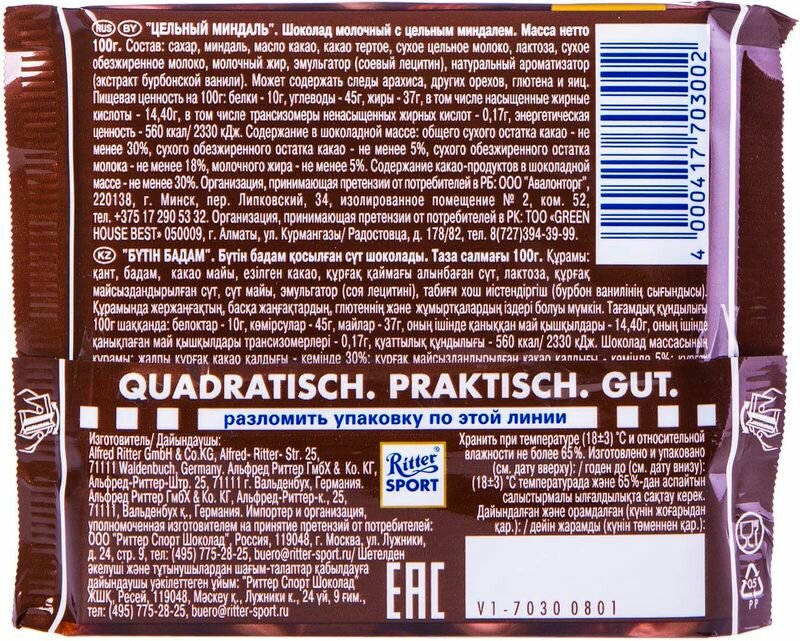 RUS BY "ЦЕЛЬНЫЙ МИНДАЛЬ". Шоколад молочный с цельным миндалем. Масса нетто
100г. Состав: сахар, миндаль, масло какао, какао тертое, сухое цельное молоко, лактоза, сухое
обезжиренное молоко, молочный жир, эмульгатор (соевый лецитин), натуральный ароматизатор
(экстракт бурбонской ванили). Может содержать следы арахиса, других орехов, глютена и яиц.
Пищевая ценность на 100г: белки - 10г, углеводы - 45г, жиры - 37г, в том числе насыщенные жирные
кислоты - 14,40г, в том числе трансизомеры ненасыщенных жирных кислот - 0,17г, энергетическая
ценность - 560 ккал/ 2330 кДж. Содержание в шоколадной массе: общего сухого остатка какао - не
менее 30%, сухого обезжиренного остатка какао - не менее 5%, сухого обезжиренного остатка
молока - не менее 18%, молочного жира - не менее 5%. Содержание какао-продуктов в шоколадной
массе - не менее 30%. Организация, принимающая претензии от потребителей в РБ: ООО "Авалонторг",
220138, г. Минск, пер. Липковский, 34, изолированное помещение № 2, ком. 52,
тел. +375 17 290 53 32. Организация, принимающая претензии от потребителей в РК: ТОО «GREEN
HOUSE BEST» 050009, г. Алматы, ул. Курмангазы/ Радостовца, д. 178/82, тел. 8(727)394-39-99.
4 000417 703002
KZ "БҮТІН БАДАМ". Бүтін бадам қосылған сүт шоколады. Таза салмағы 100г. Құрамы:
қант, бадам, какао майы, езілген какао, құрғақ қаймағы алынбаған сүт, лактоза, құрғақ
майсыздандырылған сүт, сүт майы, эмульгатор (соя лецитині), табиғи хош иістендіргіш (бурбон ванилінің сығындысы).
Құрамында жержаңғақтың, басқа жаңғақтардың, глютеннің және жұмыртқалардың іздері болуы мүмкін. Тағамдық құндылығы
100г шаққанда: белоктар - 10г, көмірсулар - 45г, майлар - 37г, оның ішінде қаныққан май қышқылдары - 14,40г, оның ішінде
қанықпаған май қышқылдары трансизомерлері - 0,17г, қуаттылық құндылығы - 560 ккал/ 2330 кДж. Шоколад массасының
құрамы: жалпы құрғақ какао қалдығы - кемінде 30%; құрғақ майсыздандырылған какао қалдығы - кемінде 5%;
QUADRATISCH. PRAKTISCH. GUT.
разломить упаковку по этой линии
Изготовитель/ Дайындаушы:
Alfred Ritter GmbH & Co.KG, Alfred- Ritter- Str. 25,
71111 Waldenbuch, Germany. Альфред Риттер ГмбХ & Ко. КГ,
Альфред-Риттер-Штр. 25, 71111 г. Вальденбух, Германия.
Альфред Риттер ГмбХ & Ко. КГ, Альфред-Риттер-к., 25,
71111, Вальденбух қ., Германия. Импортер и организация,
уполномоченная изготовителем на принятие претензий от потребителей:
ООО "Риттер Спорт Шоколад", Россия, 119048, г. Москва, ул. Лужники,
д. 24, стр. 9, тел: (495) 775-28-25, buero@ritter-sport.ru/ Шетелден
әкелуші және тұтынушылардан шағым-талаптар қабылдауға
дайындаушы уәкілеттеген ұйым: "Риттер Спорт Шоколад"
ЖШҚ, Ресей, 119048, Мәскеу қ., Лужники к., 24 үй, 9 ғим.,
тел: (495) 775-28-25, buero@ritter-sport.ru
Ritter
SPORT
EAC
Хранить при температуре (18±3) °С и относительной
влажности не более 65%. Изготовлено и упаковано
(см. дату вверху): / годен до (см. дату внизу):
(18±3) °С температурада және 65%-дан аспайтын
салыстырмалы ылғалдылықта сақтау керек.
Дайындалған және орамдалған (күнін жоғарыдан
қар.): / дейін жарамды (күнін төменнен қар.):
V1-7030 0801
05
PP